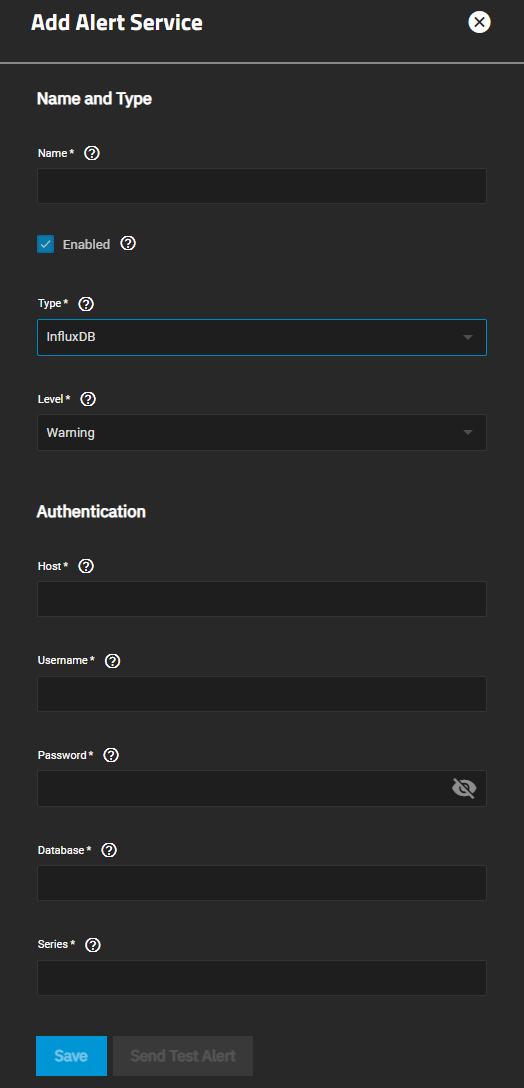 Add Alert Service
Name and Type
Name *
Enabled
Type *
InfluxDB
Level *
Warning
Authentication
Host *
Username *
Password *
Database *
Series *
Save
Send Test Alert